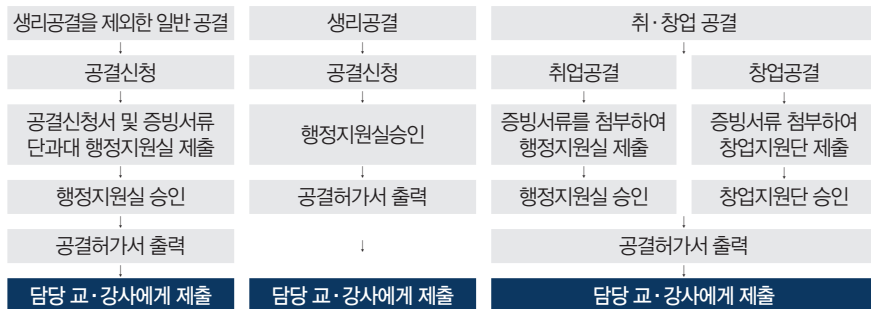 생리공결을 제외한 일반 공결
↓
공결신청
↓
공결신청서 및 증빙서류
단과대 행정지원실 제출
↓
행정지원실 승인
↓
공결허가서 출력
↓
담당 교·강사에게 제출
생리공결
↓
공결신청
↓
행정지원실승인
↓
공결허가서 출력
↓
담당 교·강사에게 제출
취·창업 공결
↓
취업공결
↓
증빙서류를 첨부하여
행정지원실 제출
↓
행정지원실 승인
창업공결
↓
증빙서류 첨부하여
창업지원단 제출
↓
창업지원단 승인
↓
공결허가서 출력
↓
담당 교·강사에게 제출